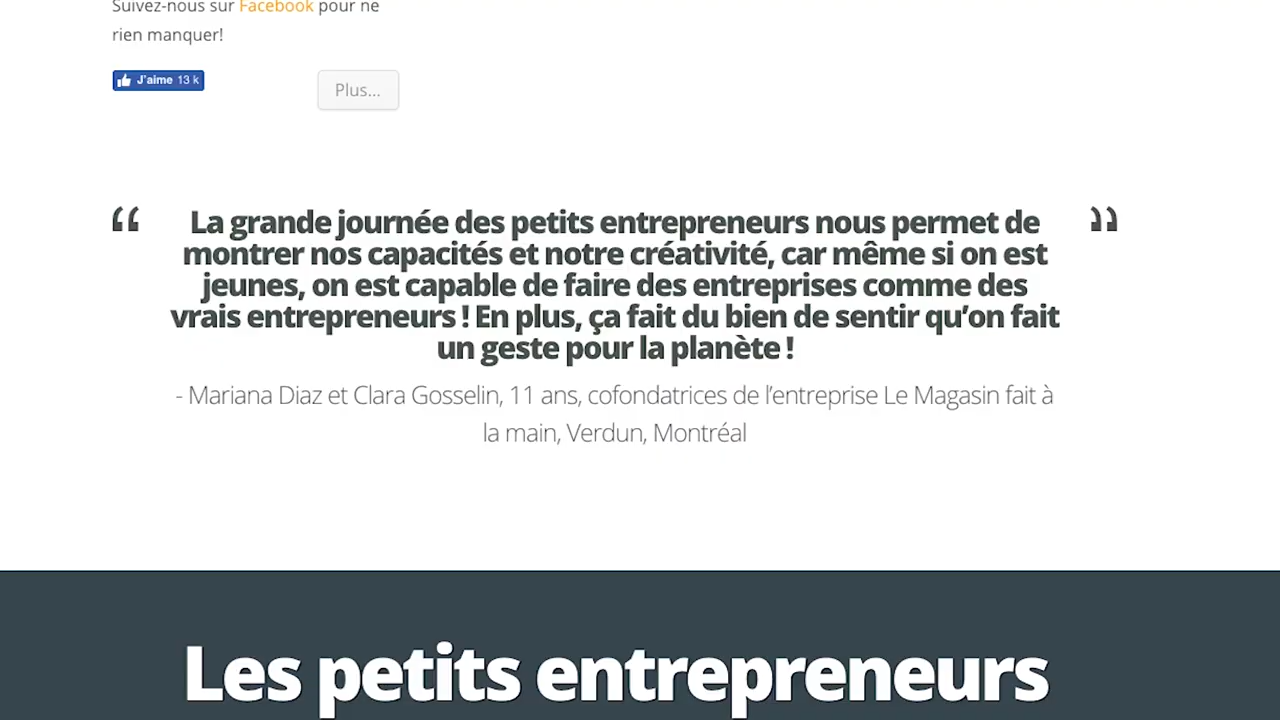 Suivez-nous sur Facebook pour ne
rien manquer!
J'aime 13 k
Plus...
“ La grande journée des petits entrepreneurs nous permet de ”
montrer nos capacités et notre créativité, car même si on est
jeunes, on est capable de faire des entreprises comme des
vrais entrepreneurs ! En plus, ça fait du bien de sentir qu’on fait
un geste pour la planète !
- Mariana Diaz et Clara Gosselin, 11 ans, cofondatrices de l’entreprise Le Magasin fait à
la main, Verdun, Montréal
Les petits entrepreneurs